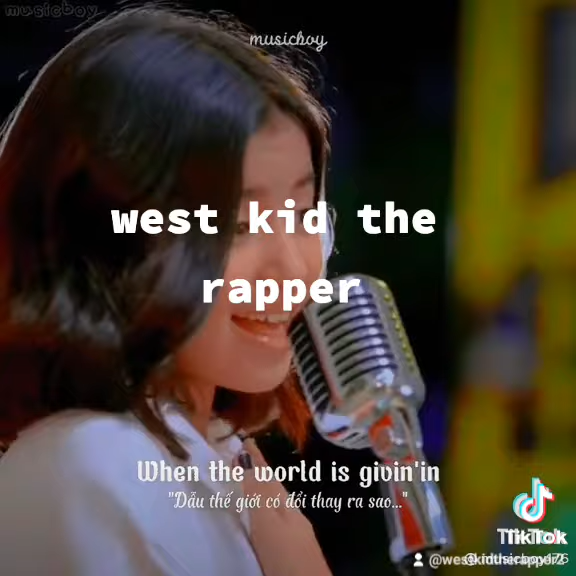 musicboy
musicboy
west kid the
rapper
When the world is givin'in
"Dẫu thế giới có đổi thay ra sao..."
TikTok